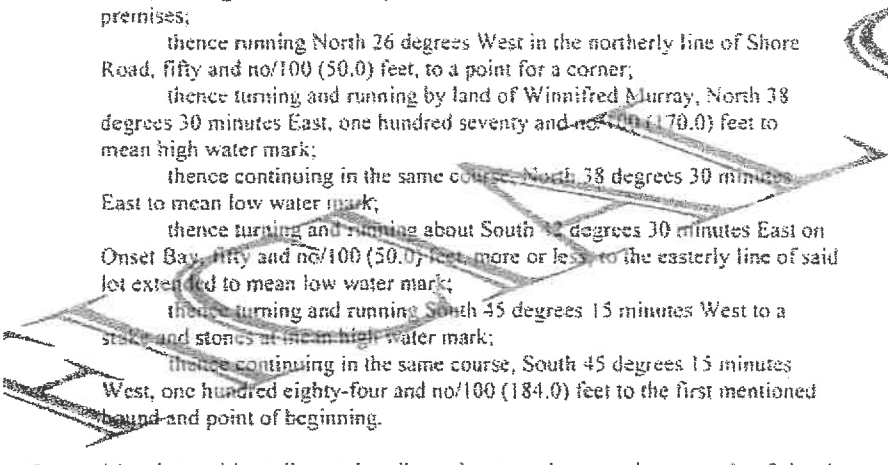 premises;
thence running North 26 degrees West in the northerly line of Shore
Road, fifty and no/100 (50.0) feet, to a point for a corner;
thence turning and running by land of Winnifred Murray, North 38
degrees 30 minutes East, one hundred seventy and no/100 (170.0) feet to
mean high water mark;
thence continuing in the same course, North 38 degrees 30 minutes
East to mean low water mark;
thence turning and running about South 42 degrees 30 minutes East on
Onset Bay, fifty and no/100 (50.0) feet, more or less, to the easterly line of said
lot extended to mean low water mark;
thence turning and running South 45 degrees 15 minutes West to a
stake and stones at mean high water mark;
thence continuing in the same course, South 45 degrees 15 minutes
West, one hundred eighty-four and no/100 (184.0) feet to the first mentioned
bound and point of beginning.